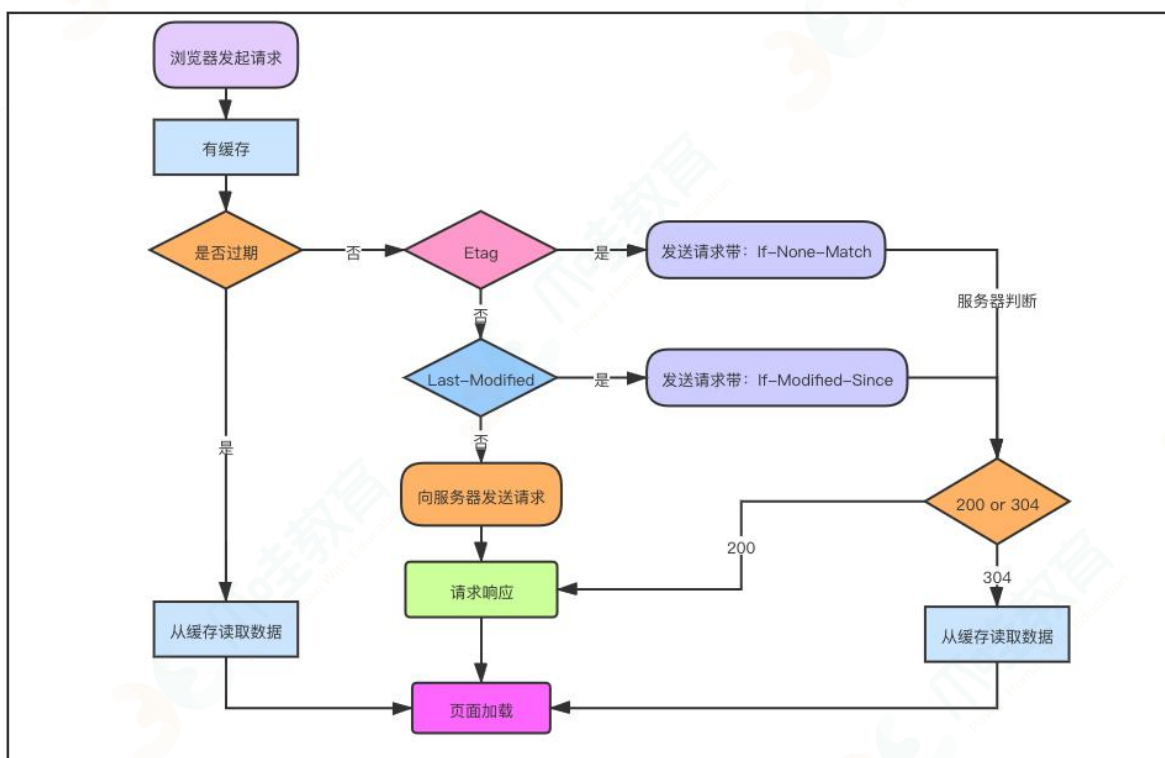 浏览器发起请求
有缓存
是否过期
否
Etag
是
发送请求带：If-None-Match
服务器判断
否
Last-Modified
是
发送请求带：If-Modified-Since
是
否
向服务器发送请求
200 or 304
200
304
请求响应
从缓存读取数据
从缓存读取数据
页面加载